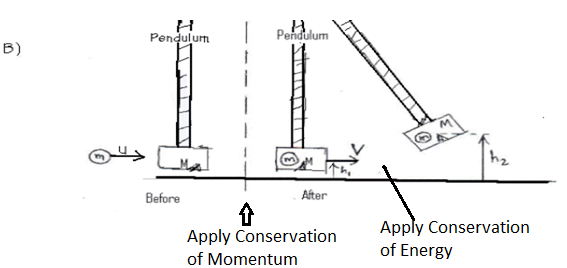 B)
Pendulum
Pendulum
m
u
M
m
M
V
h₁
m
M
h₂
Before
After
Apply Conservation
of Momentum
Apply Conservation
of Energy